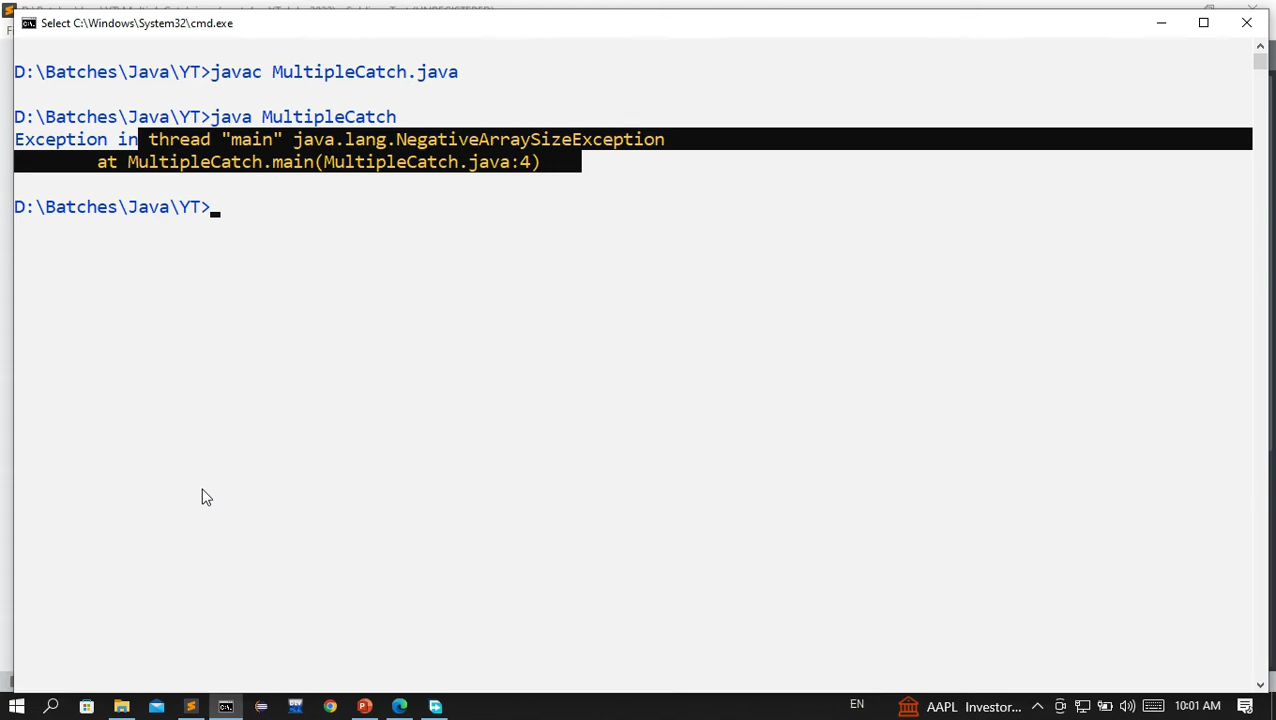 Select C:\Windows\System32\cmd.exe
D:\Batches\Java\YT>javac MultipleCatch.java
D:\Batches\Java\YT>java MultipleCatch
Exception in thread "main" java.lang.NegativeArraySizeException
at MultipleCatch.main(MultipleCatch.java:4)
D:\Batches\Java\YT>
EN
AAPL Investor...
10:01 AM